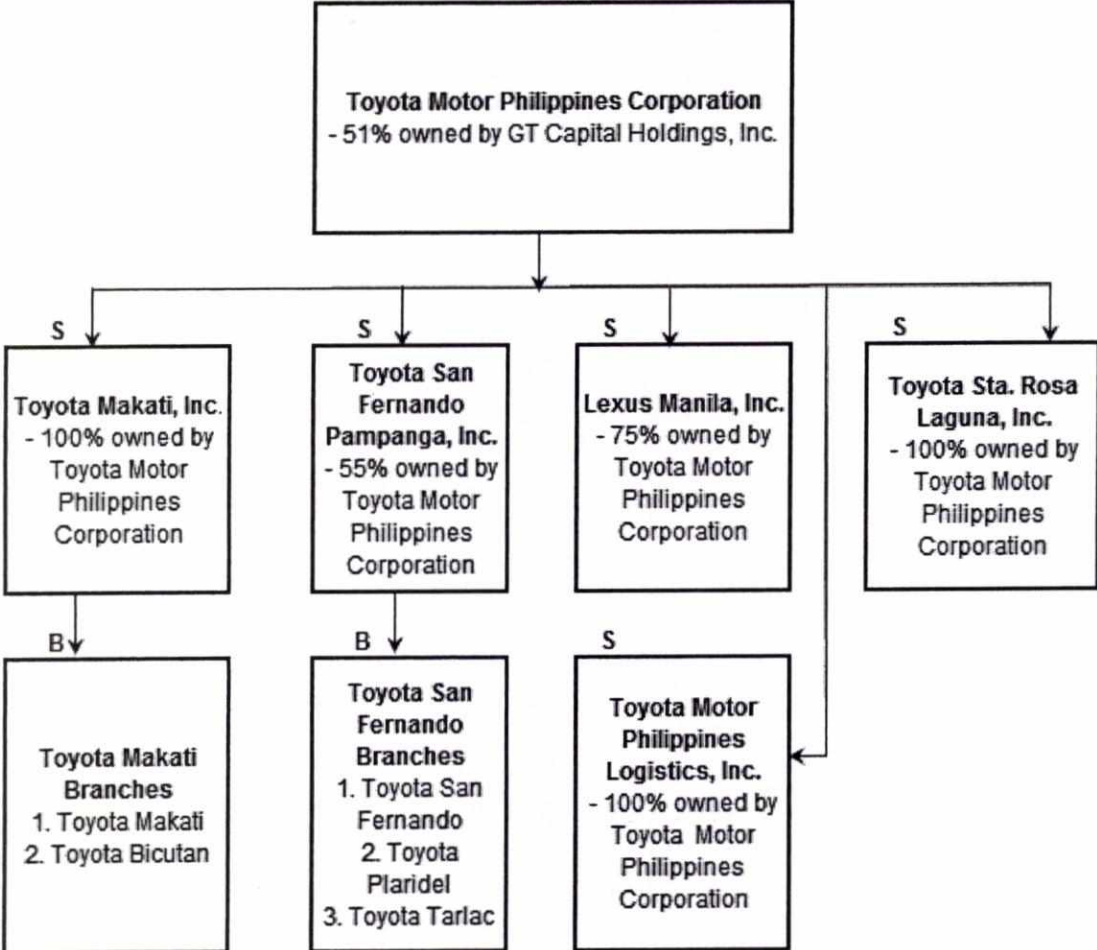 Toyota Motor Philippines Corporation
- 51% owned by GT Capital Holdings, Inc.
S
Toyota Makati, Inc.
- 100% owned by
Toyota Motor
Philippines
Corporation
S
Toyota San
Fernando
Pampanga, Inc.
- 55% owned by
Toyota Motor
Philippines
Corporation
S
Lexus Manila, Inc.
- 75% owned by
Toyota Motor
Philippines
Corporation
S
Toyota Sta. Rosa
Laguna, Inc.
- 100% owned by
Toyota Motor
Philippines
Corporation
B
Toyota Makati
Branches
1. Toyota Makati
2. Toyota Bicutan
B
Toyota San
Fernando
Branches
1. Toyota San
Fernando
2. Toyota
Plaridel
3. Toyota Tarlac
S
Toyota Motor
Philippines
Logistics, Inc.
- 100% owned by
Toyota Motor
Philippines
Corporation